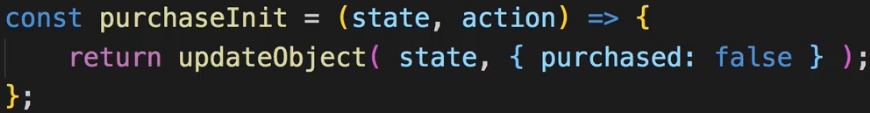 const purchaseInit = (state, action) => {
    return updateObject( state, { purchased: false } );
};